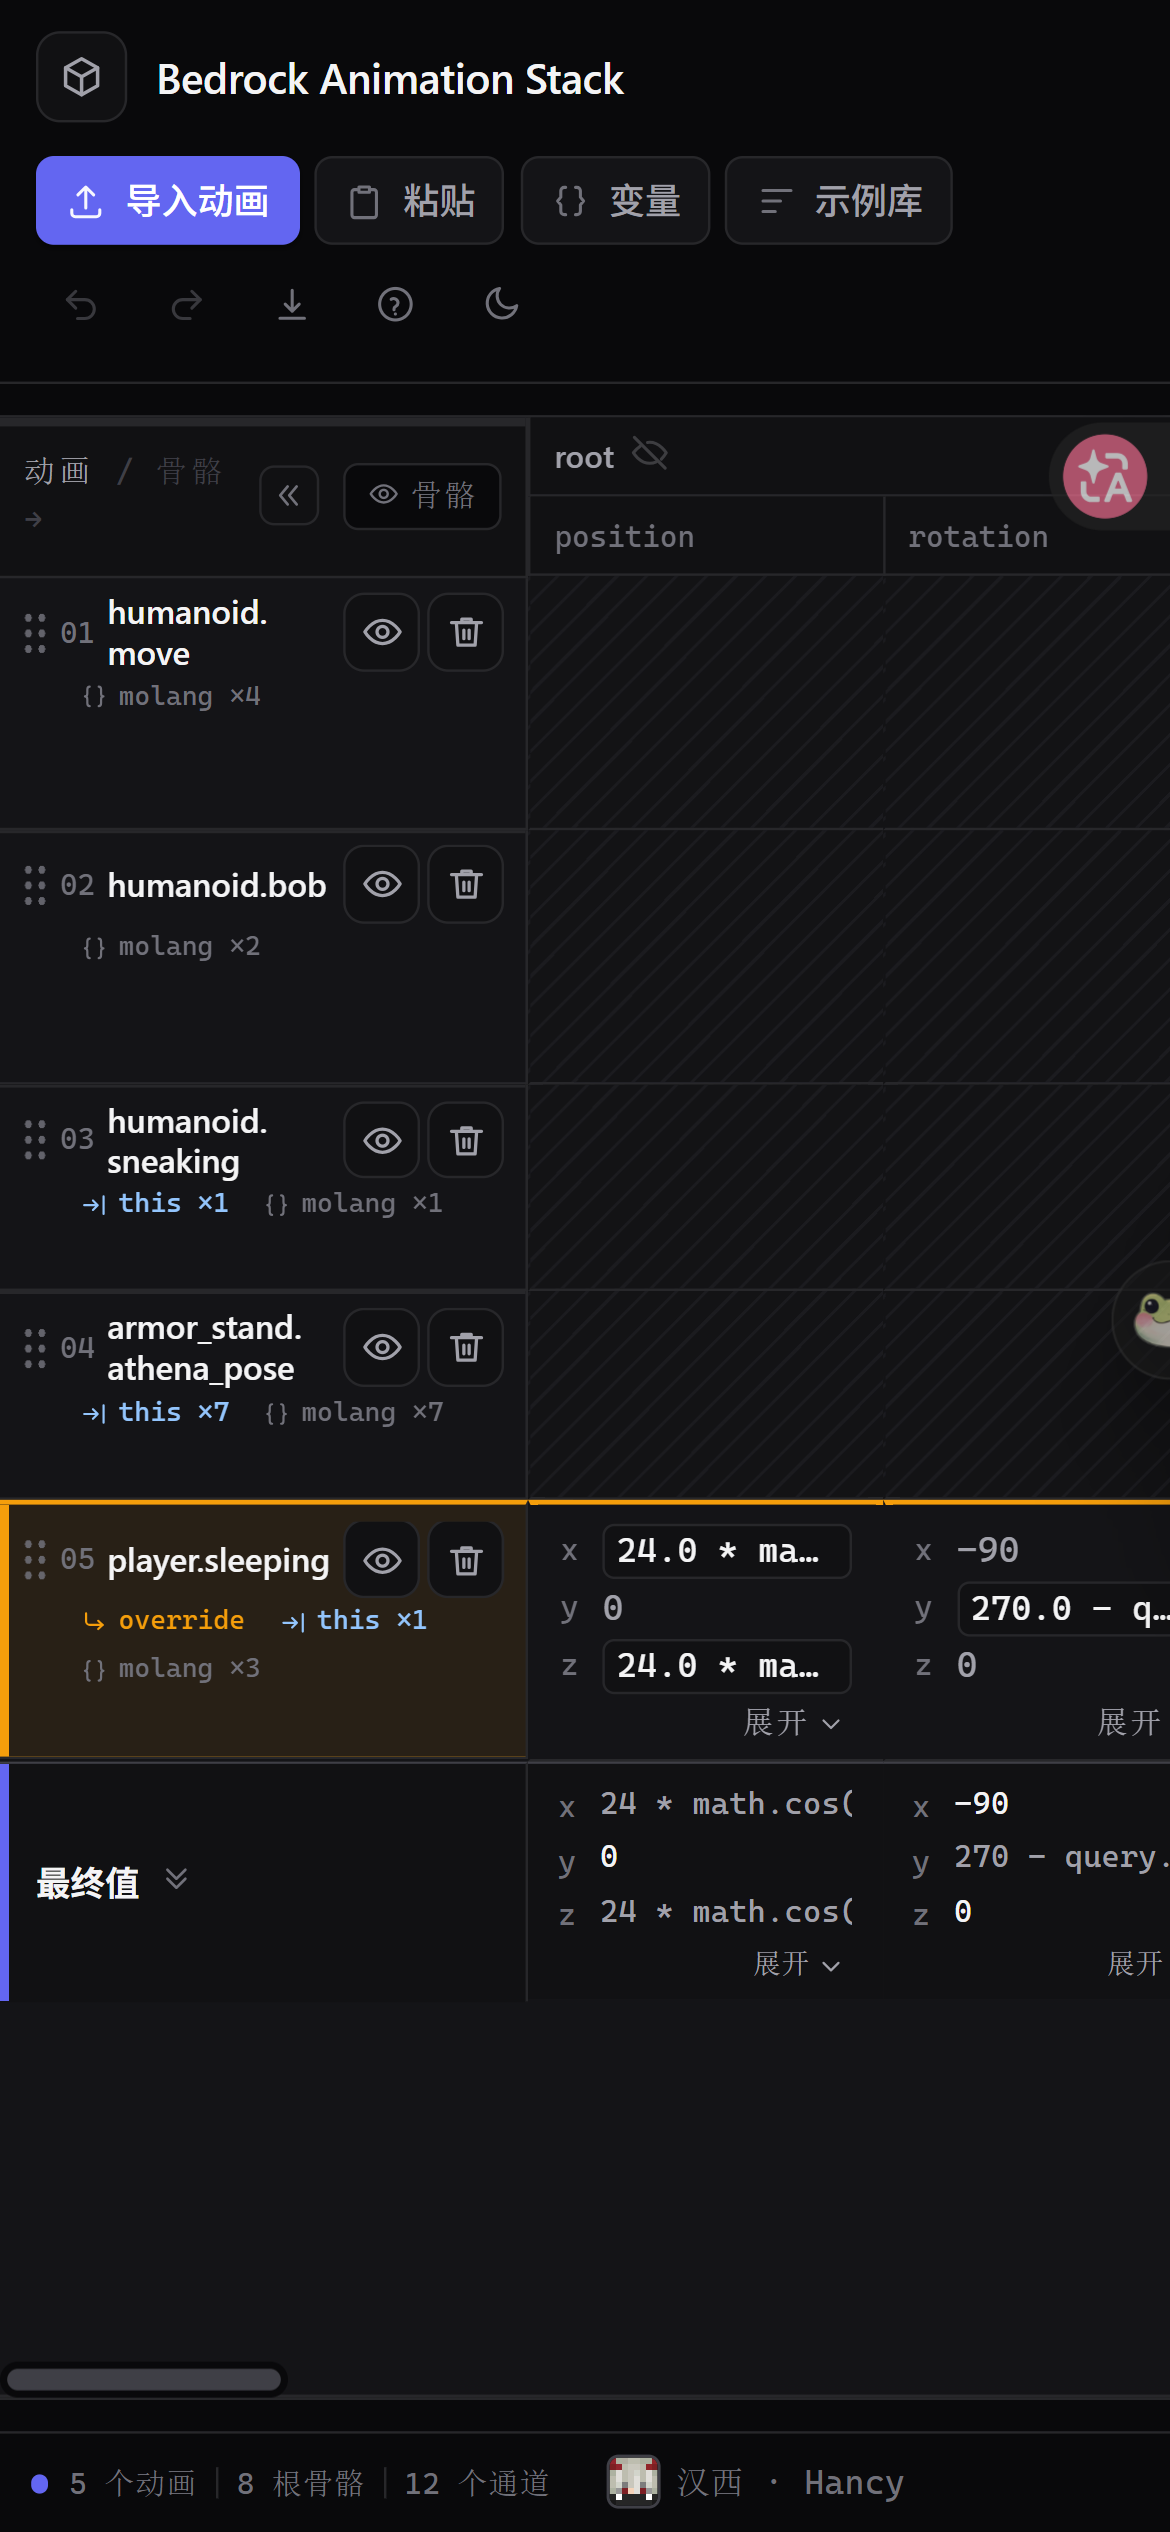 Bedrock Animation Stack
导入动画 粘贴 {} 变量 示例库
动画 / 骨骼 → « 骨骼
root
position rotation
01 humanoid.
move
{} molang ×4
02 humanoid.bob
{} molang ×2
03 humanoid.
sneaking
this ×1 {} molang ×1
04 armor_stand.
athena_pose
this ×7 {} molang ×7
05 player.sleeping
override this ×1
{} molang ×3
x 24.0 * ma… x −90
y 0 y 270.0 − q…
z 24.0 * ma… z 0
展开 展开
最终值
x 24 * math.cos( x −90
y 0 y 270 − query.
z 24 * math.cos( z 0
展开 展开
5 个动画 8 根骨骼 12 个通道 汉西 · Hancy